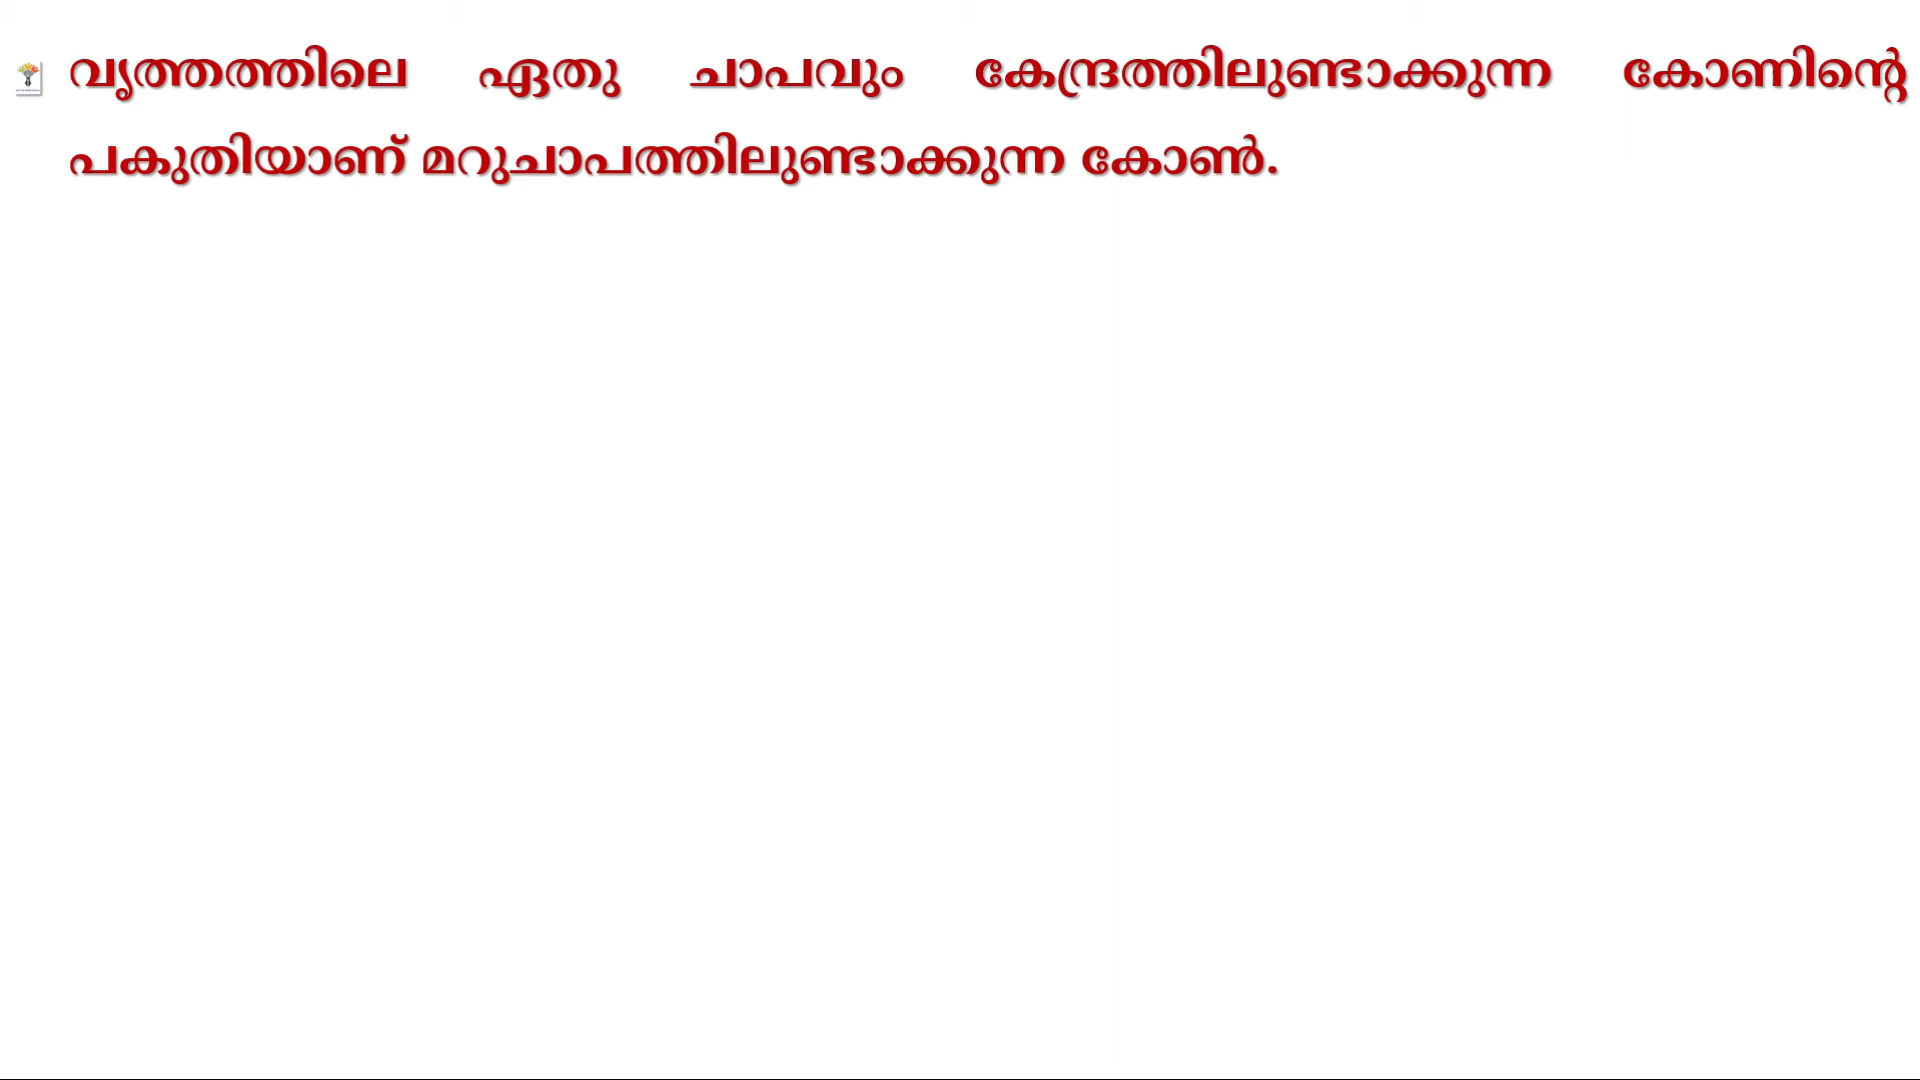 വൃത്തത്തിലെ ഏതു ചാപവും കേന്ദ്രത്തിലുണ്ടാക്കുന്ന കോണിന്റെ
പകുതിയാണ് മറുചാപത്തിലുണ്ടാക്കുന്ന കോൺ.